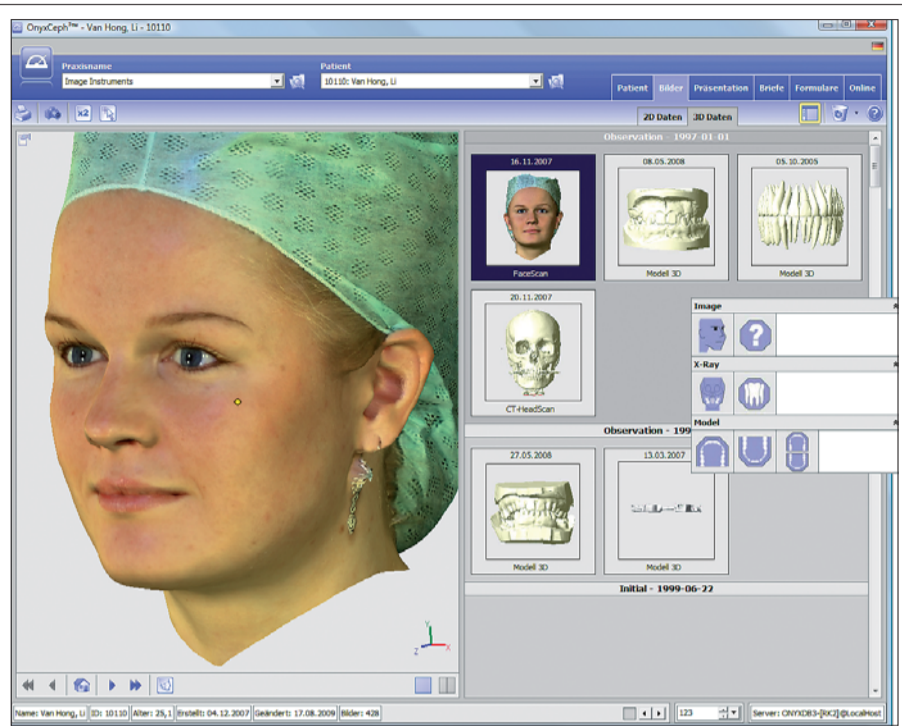 OnyxCeph³™ - Van Hong, Li - 10110
Praxisname
Patient
Image Instruments
10110: Van Hong, Li
Patient
Bilder
Präsentation
Briefe
Formulare
Online
x2
2D Daten
3D Daten
Observation - 1997-01-01
16.11.2007
08.05.2008
05.10.2005
FaceScan
Modell 3D
Modell 3D
20.11.2007
CT-HeadScan
Image
?
X-Ray
Model
Observation - 199
27.05.2008
13.03.2007
Modell 3D
Modell 3D
Initial - 1999-06-22
Y
Z
X
Name: Van Hong, Li
ID: 10110
Alter: 25,1
Erstellt: 04.12.2007
Geändert: 17.08.2009
Bilder: 428
123
Server: ONYXDB3-[RKJ]@LocalHost